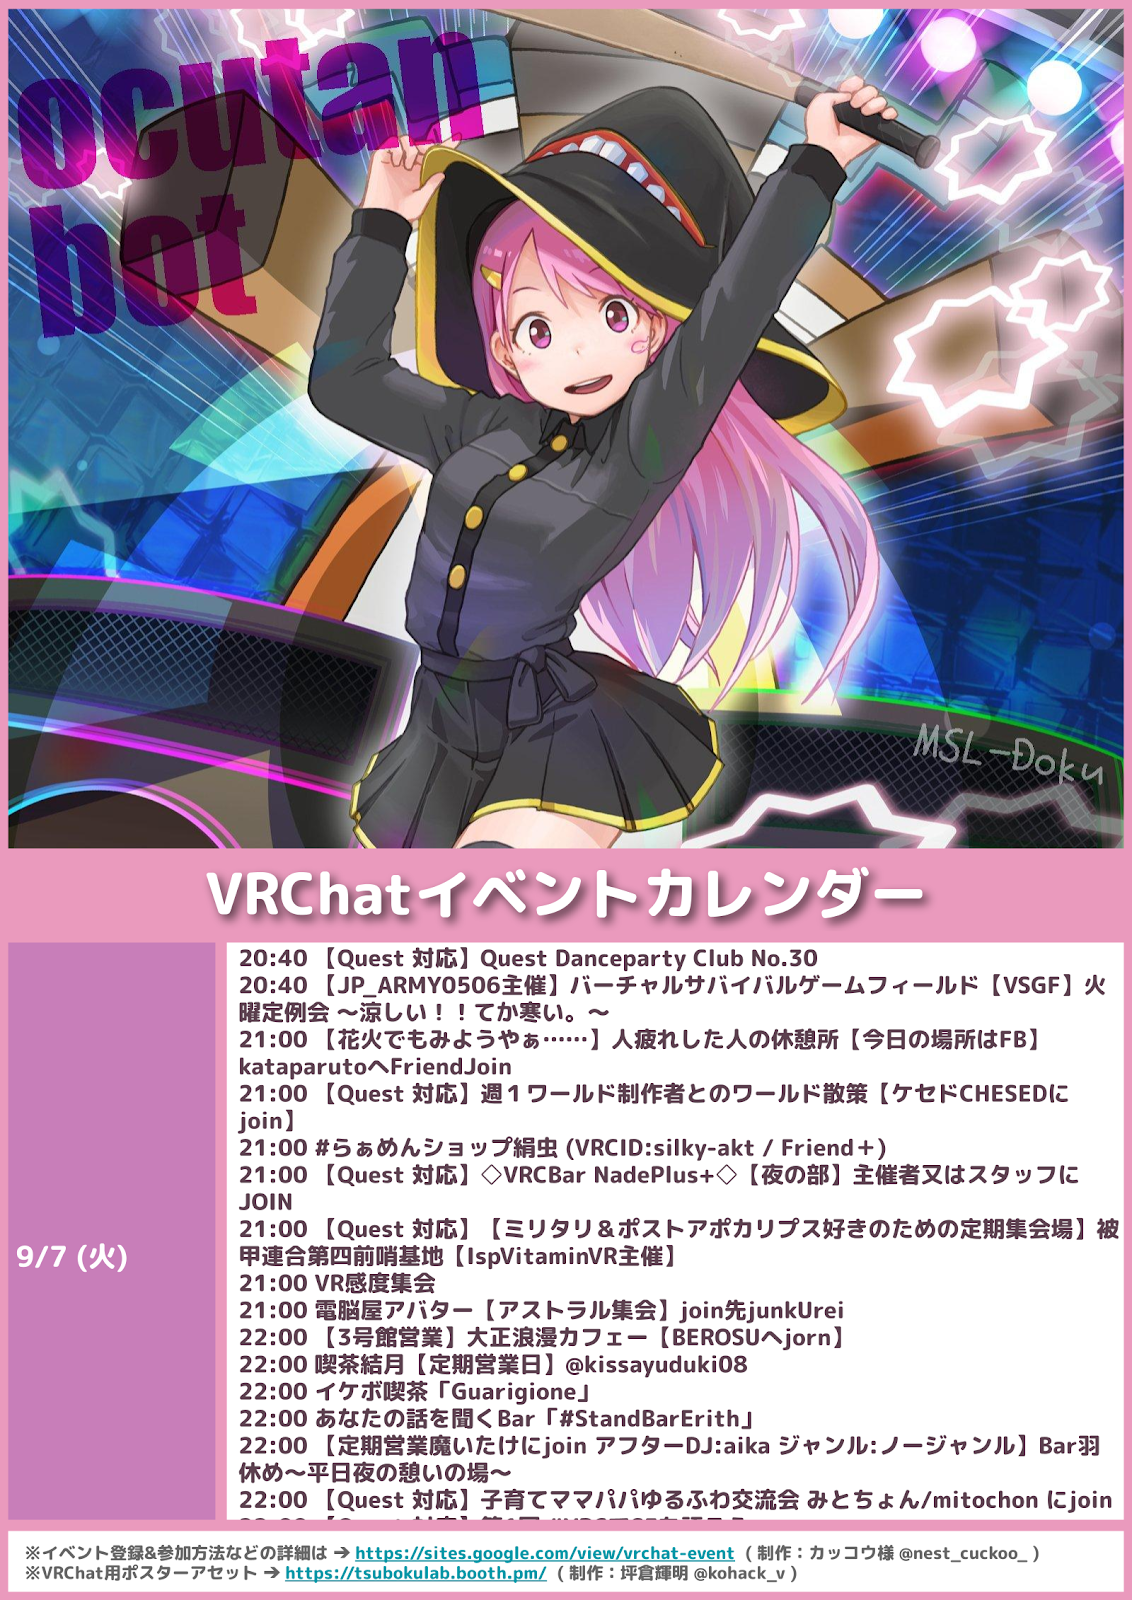 ocutan
bot
MSL-Doku
VRChatイベントカレンダー
9/7 (火)
20:40 【Quest 対応】Quest Danceparty Club No.30
20:40 【JP_ARMY0506主催】バーチャルサバイバルゲームフィールド【VSGF】火
曜定例会 ～涼しい！！てか寒い。～
21:00 【花火でもみようやぁ……】人疲れした人の休憩所【今日の場所はFB】
kataparutoへFriendJoin
21:00 【Quest 対応】週１ワールド制作者とのワールド散策【ケセドCHESEDに
join】
21:00 #らぁめんショップ絹虫 (VRCID:silky-akt / Friend＋)
21:00 【Quest 対応】◇VRCBar NadePlus+◇【夜の部】主催者又はスタッフに
JOIN
21:00 【Quest 対応】【ミリタリ＆ポストアポカリプス好きのための定期集会場】被
甲連合第四前哨基地【IspVitaminVR主催】
21:00 VR感度集会
21:00 電脳屋アバター【アストラル集会】join先junkUrei
22:00 【3号館営業】大正浪漫カフェー【BEROSUへjorn】
22:00 喫茶結月【定期営業日】@kissayuduki08
22:00 イケボ喫茶「Guarigione」
22:00 あなたの話を聞くBar「#StandBarErith」
22:00 【定期営業魔いたけにjoin アフターDJ:aika ジャンル:ノージャンル】Bar羽
休め～平日夜の憩いの場～
22:00 【Quest 対応】子育てママパパゆるふわ交流会 みとちょん/mitochon にjoin
※イベント登録&参加方法などの詳細は ➔ https://sites.google.com/view/vrchat-event ( 制作：カッコウ様 @nest_cuckoo_ )
※VRChat用ポスターアセット ➔ https://tsubokulab.booth.pm/ ( 制作：坪倉輝明 @kohack_v )